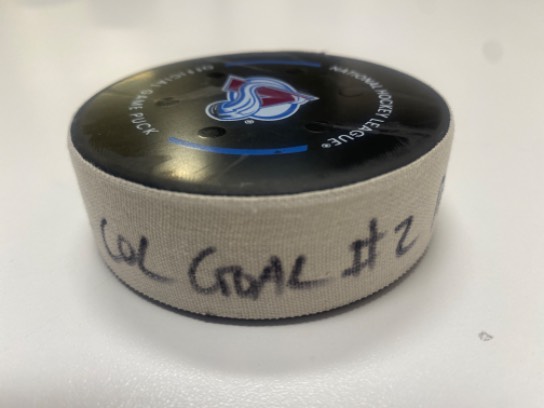 NATIONAL HOCKEY LEAGUE®
OFFICIAL GAME PUCK
®
COL GOAL #2